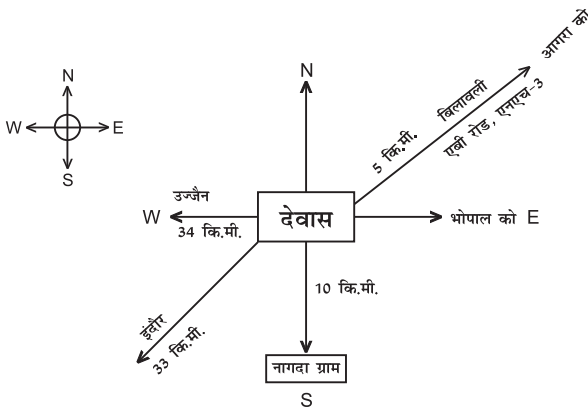 आगरा को
N
N
बिलावली
5 कि.मी.
एबी रोड, एनएच-3
W
E
S
उज्जैन
W
देवास
भोपाल को E
34 कि.मी.
10 कि.मी.
इंदौर
33 कि.मी.
नागदा ग्राम
S